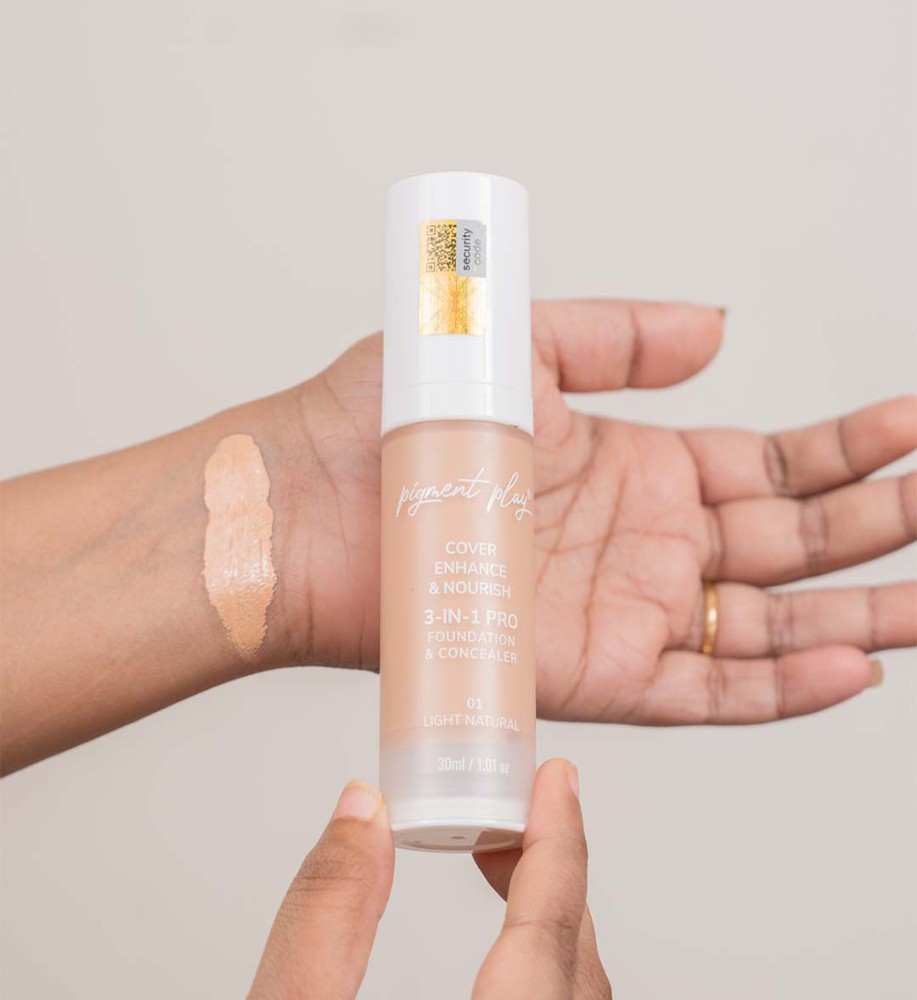 security
code
pigment play
COVER
ENHANCE
& NOURISH
3-IN-1 PRO
FOUNDATION
& CONCEALER
01
LIGHT NATURAL
30ml / 1.01 oz